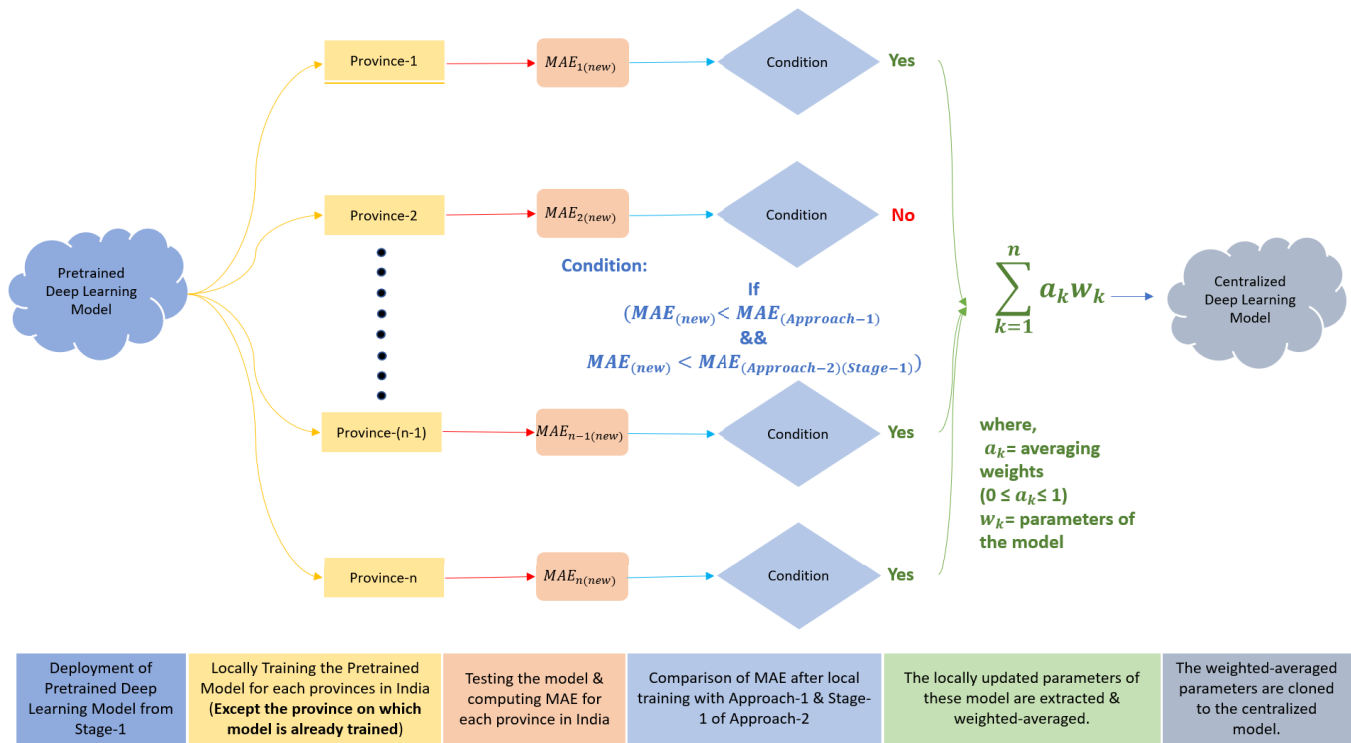 Province-1
MAE1(new)
Condition
Yes
Province-2
MAE2(new)
Condition
No
Pretrained
Deep Learning
Model
Condition:
If
(MAE(new)< MAE(Approach−1)
&&
MAE(new) < MAE(Approach−2)(Stage−1))
n
∑ akwk
k=1
Centralized
Deep Learning
Model
Province-(n-1)
MAEn−1(new)
Condition
Yes
where,
ak= averaging
weights
(0 ≤ ak≤ 1)
wk= parameters of
the model
Province-n
MAEn(new)
Condition
Yes
Deployment of
Pretrained Deep
Learning Model from
Stage-1
Locally Training the Pretrained
Model for each provinces in India
(Except the province on which
model is already trained)
Testing the model &
computing MAE for
each province in India
Comparison of MAE after local
training with Approach-1 & Stage-
1 of Approach-2
The locally updated parameters of
these model are extracted &
weighted-averaged.
The weighted-averaged
parameters are cloned
to the centralized
model.